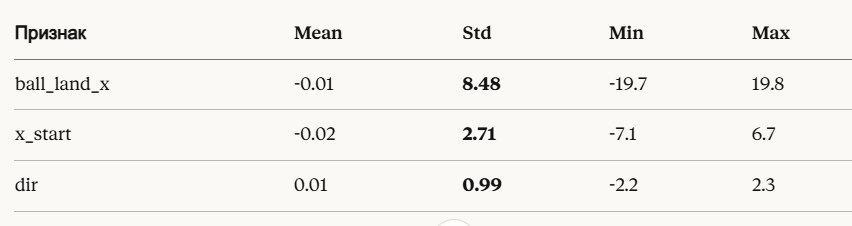 Признак Mean Std Min Max
ball_land_x -0.01 8.48 -19.7 19.8
x_start -0.02 2.71 -7.1 6.7
dir 0.01 0.99 -2.2 2.3